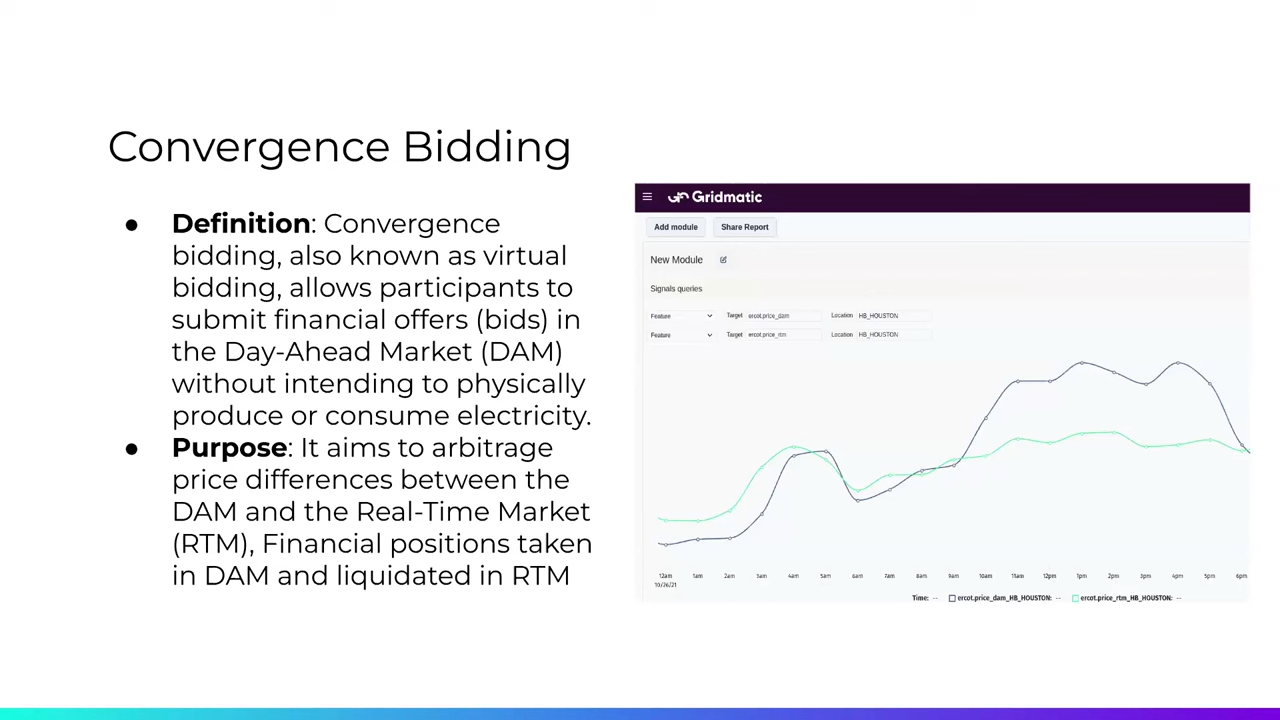 Convergence Bidding
● Definition: Convergence
bidding, also known as virtual
bidding, allows participants to
submit financial offers (bids) in
the Day-Ahead Market (DAM)
without intending to physically
produce or consume electricity.
● Purpose: It aims to arbitrage
price differences between the
DAM and the Real-Time Market
(RTM), Financial positions taken
in DAM and liquidated in RTM
Gridmatic
Add module Share Report
New Module
Signals queries
Feature Target ercot.price_dam Location HB_HOUSTON
Feature Target ercot.price_rtm Location HB_HOUSTON
12am 1am 2am 3am 4am 5am 6am 7am 8am 9am 10am 11am 12pm 1pm 2pm 3pm 4pm 5pm 6pm
10/26/21
Time: -- ercot.price_dam_HB_HOUSTON: -- ercot.price_rtm_HB_HOUSTON: --